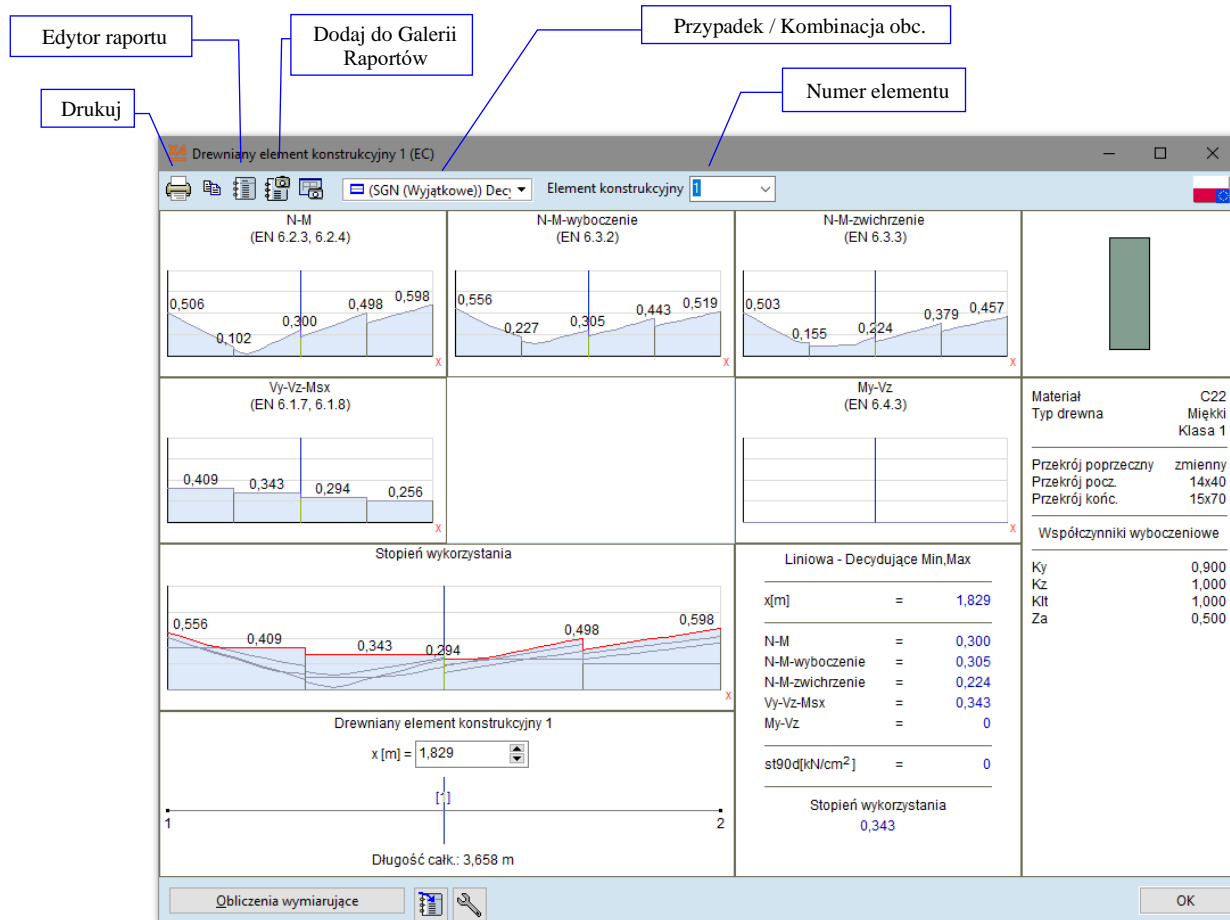 Edytor raportu
Dodaj do Galerii
Raportów
Przypadek / Kombinacja obc.
Drukuj
Numer elementu
Drewniany element konstrukcyjny 1 (EC)
(SGN (Wyjątkowe)) Decy
Element konstrukcyjny 1
N-M
(EN 6.2.3, 6.2.4)
0,506
0,102
0,300
0,498
0,598
x
N-M-wyboczenie
(EN 6.3.2)
0,556
0,227
0,305
0,443
0,519
x
N-M-zwichrzenie
(EN 6.3.3)
0,503
0,155
0,224
0,379
0,457
x
Vy-Vz-Msx
(EN 6.1.7, 6.1.8)
0,409
0,343
0,294
0,256
x
My-Vz
(EN 6.4.3)
x
Materiał C22
Typ drewna Miękki
Klasa 1
Przekrój poprzeczny zmienny
Przekrój pocz. 14x40
Przekrój końc. 15x70
Współczynniki wyboczeniowe
Ky 0,900
Kz 1,000
Klt 1,000
Za 0,500
Stopień wykorzystania
0,556
0,409
0,343
0,294
0,498
0,598
x
Liniowa - Decydujące Min,Max
x[m] = 1,829
N-M = 0,300
N-M-wyboczenie = 0,305
N-M-zwichrzenie = 0,224
Vy-Vz-Msx = 0,343
My-Vz = 0
st90d[kN/cm²] = 0
Stopień wykorzystania
0,343
Drewniany element konstrukcyjny 1
x [m] = 1,829
[1]
1 2
Długość całk.: 3,658 m
Obliczenia wymiarujące
OK